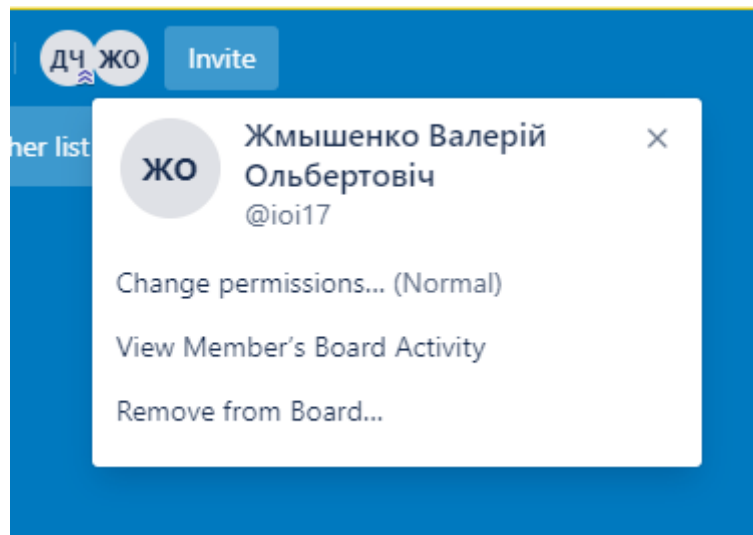 ДЧ ЖО Invite
her list
ЖО
Жмышенко Валерій
Ольбертовіч
@ioi17
Change permissions... (Normal)
View Member's Board Activity
Remove from Board...